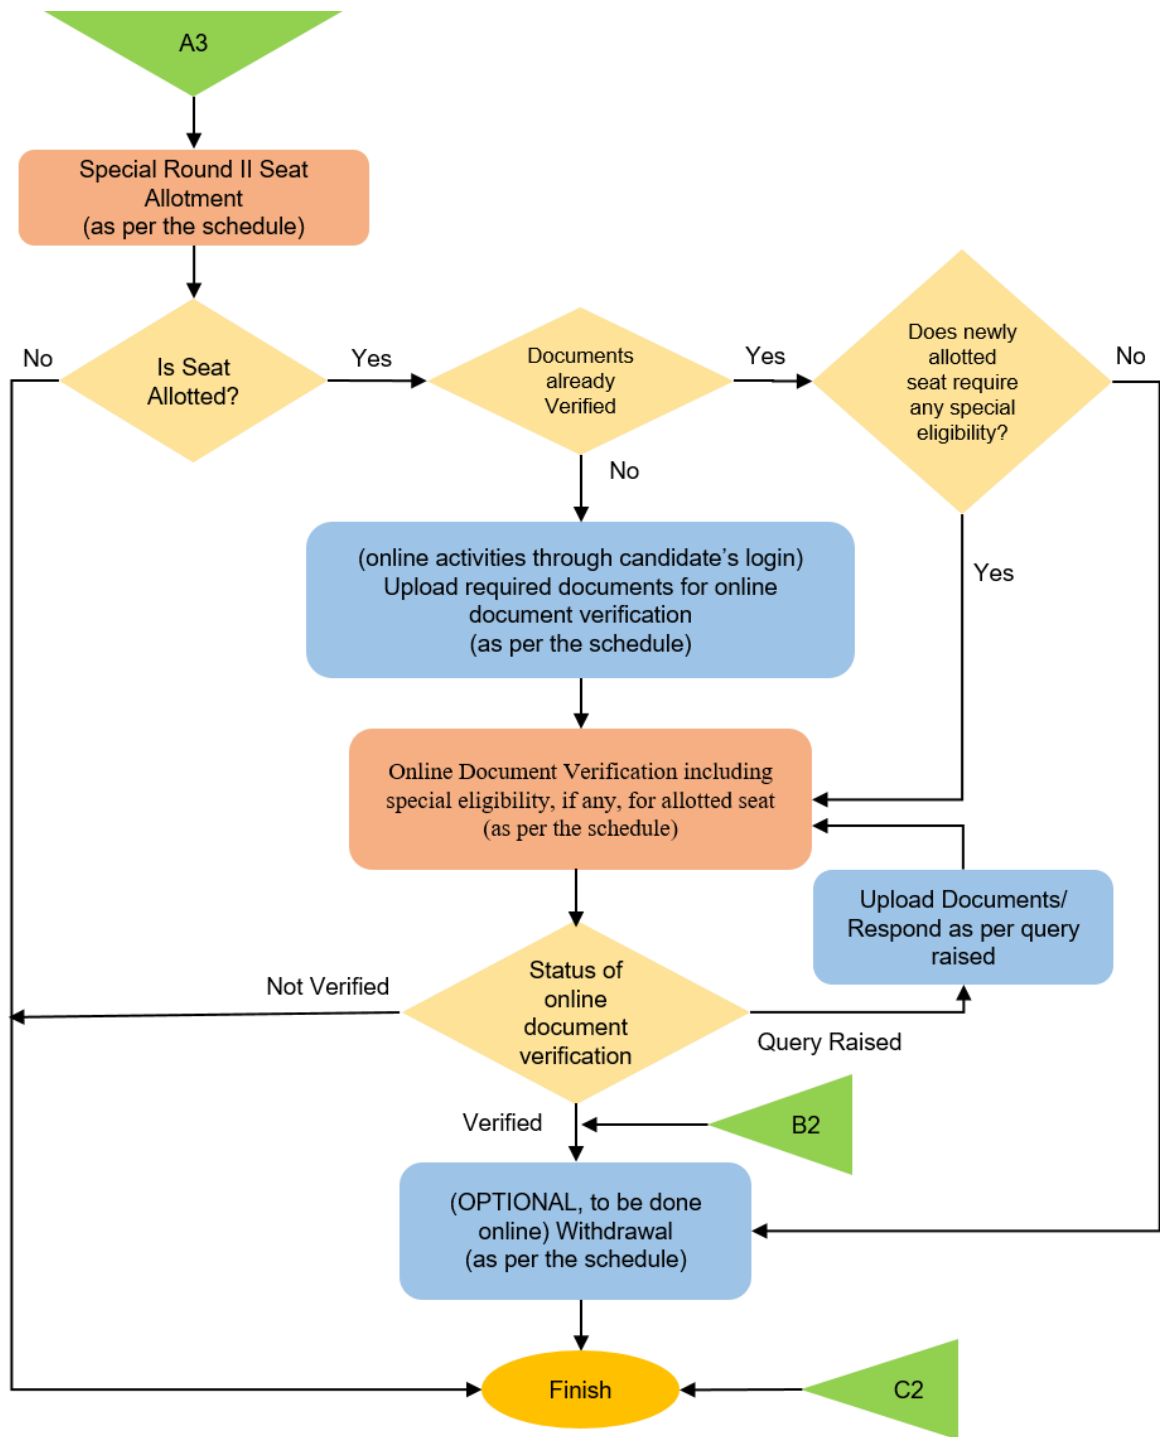 A3
Special Round II Seat
Allotment
(as per the schedule)
No
Is Seat
Allotted?
Yes
Documents
already
Verified
Yes
Does newly
allotted
seat require
any special
eligibility?
No
No
Yes
(online activities through candidate’s login)
Upload required documents for online
document verification
(as per the schedule)
Online Document Verification including
special eligibility, if any, for allotted seat
(as per the schedule)
Upload Documents/
Respond as per query
raised
Not Verified
Status of
online
document
verification
Query Raised
Verified
B2
(OPTIONAL, to be done
online) Withdrawal
(as per the schedule)
Finish
C2